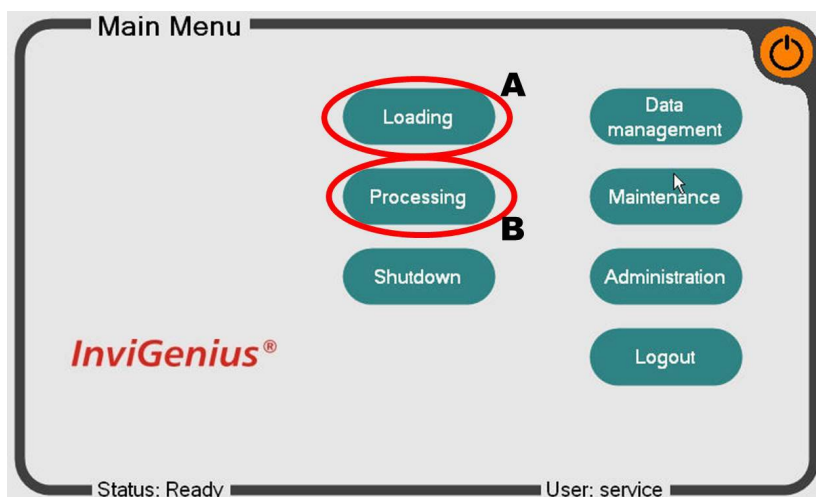 Main Menu
A
Loading
Data
management
Processing
Maintenance
B
Shutdown
Administration
InviGenius®
Logout
Status: Ready
User: service